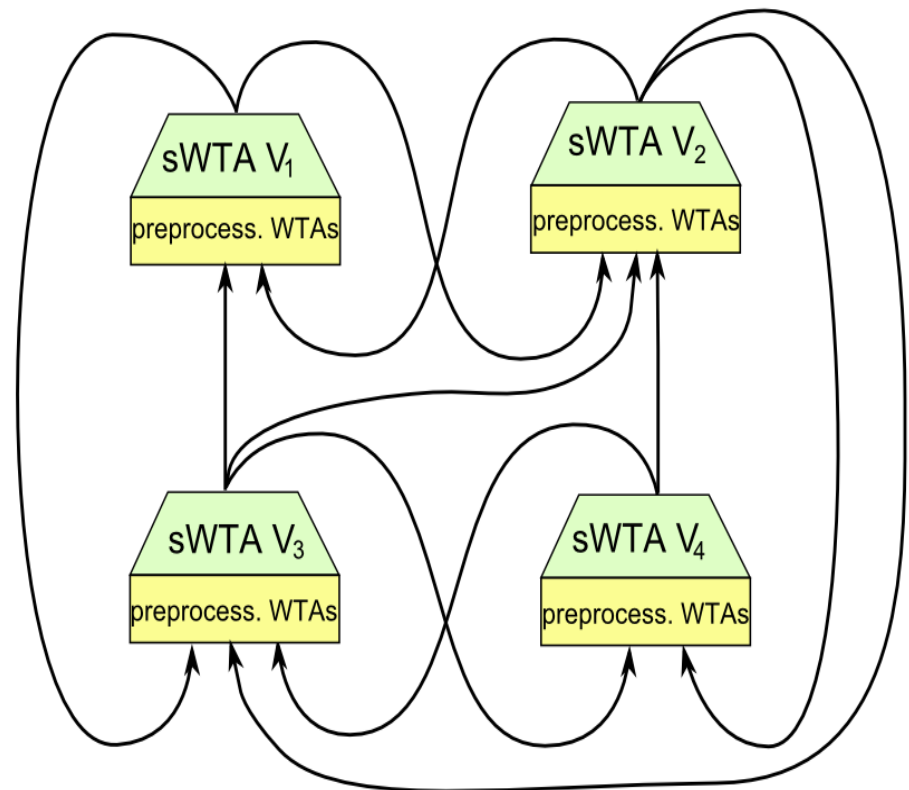 sWTA V₁
preprocess. WTAs
sWTA V₂
preprocess. WTAs
sWTA V₃
preprocess. WTAs
sWTA V₄
preprocess. WTAs